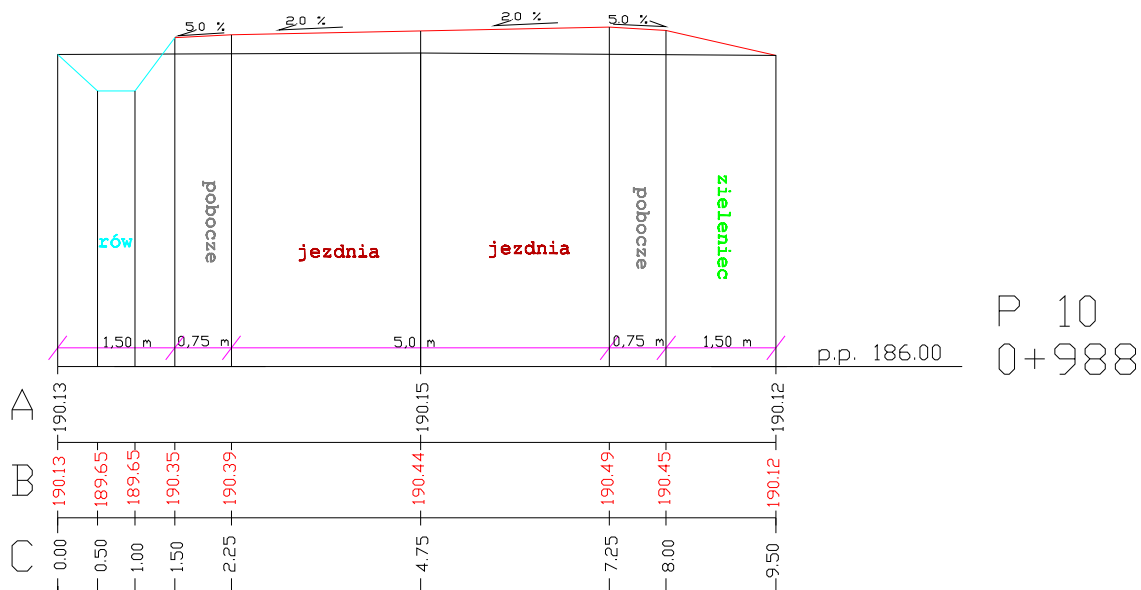 5.0 %
2.0 %
2.0 %
5.0 %
rów
pobocze
jezdnia
jezdnia
pobocze
zieleniec
1,50 m
0,75 m
5,0 m
0,75 m
1,50 m
p.p. 186.00
P 10
0+988
A
190.13
190.15
190.12
B
190.13
189.65
189.65
190.35
190.39
190.44
190.49
190.45
190.12
C
0.00
0.50
1.00
1.50
2.25
4.75
7.25
8.00
9.50